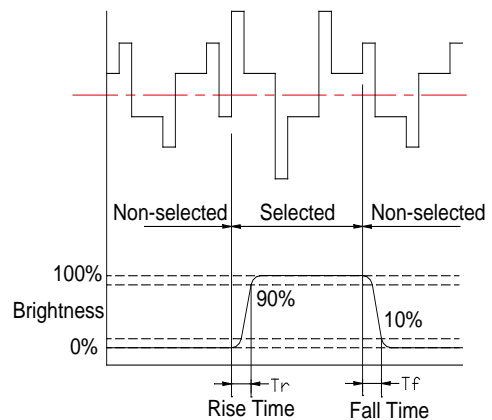 Non-selected Selected Non-selected
100%
90%
Brightness
10%
0%
Tr Tf
Rise Time Fall Time